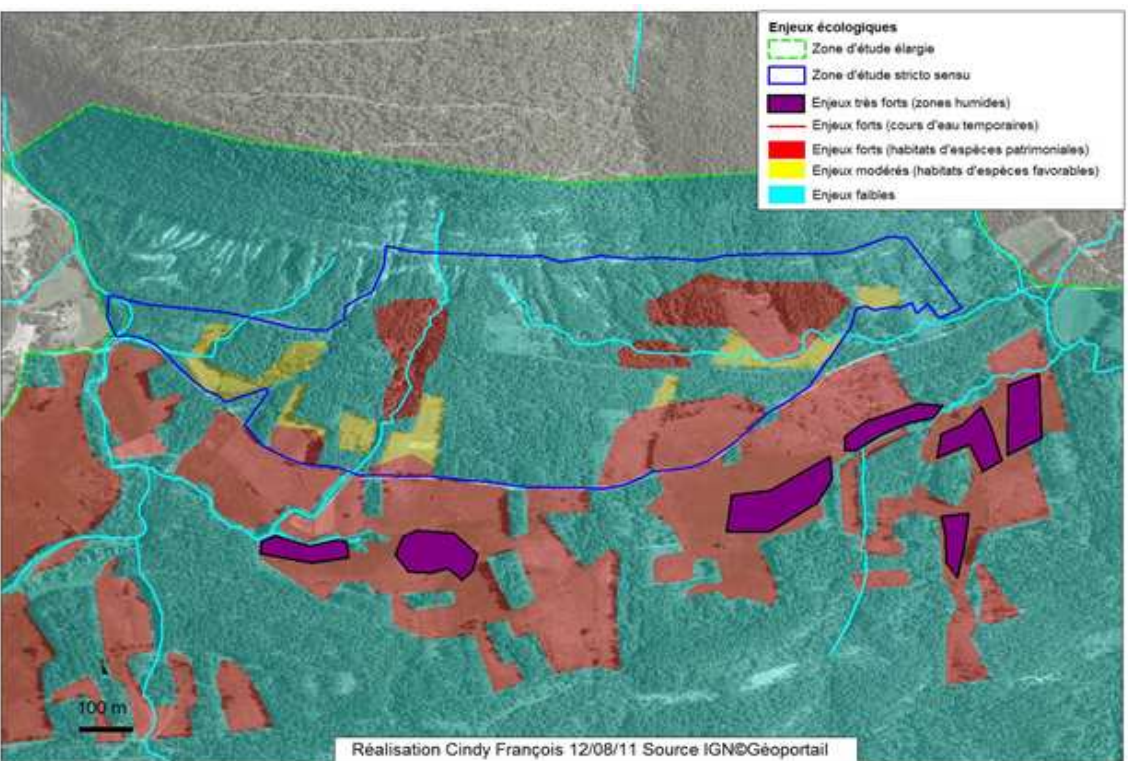 Enjeux écologiques
Zone d'étude élargie
Zone d'étude stricto sensu
Enjeux très forts (zones humides)
Enjeux forts (cours d'eau temporaires)
Enjeux forts (habitats d'espèces patrimoniales)
Enjeux modérés (habitats d'espèces favorables)
Enjeux faibles
100 m
Réalisation Cindy François 12/08/11 Source IGN©Géoportail